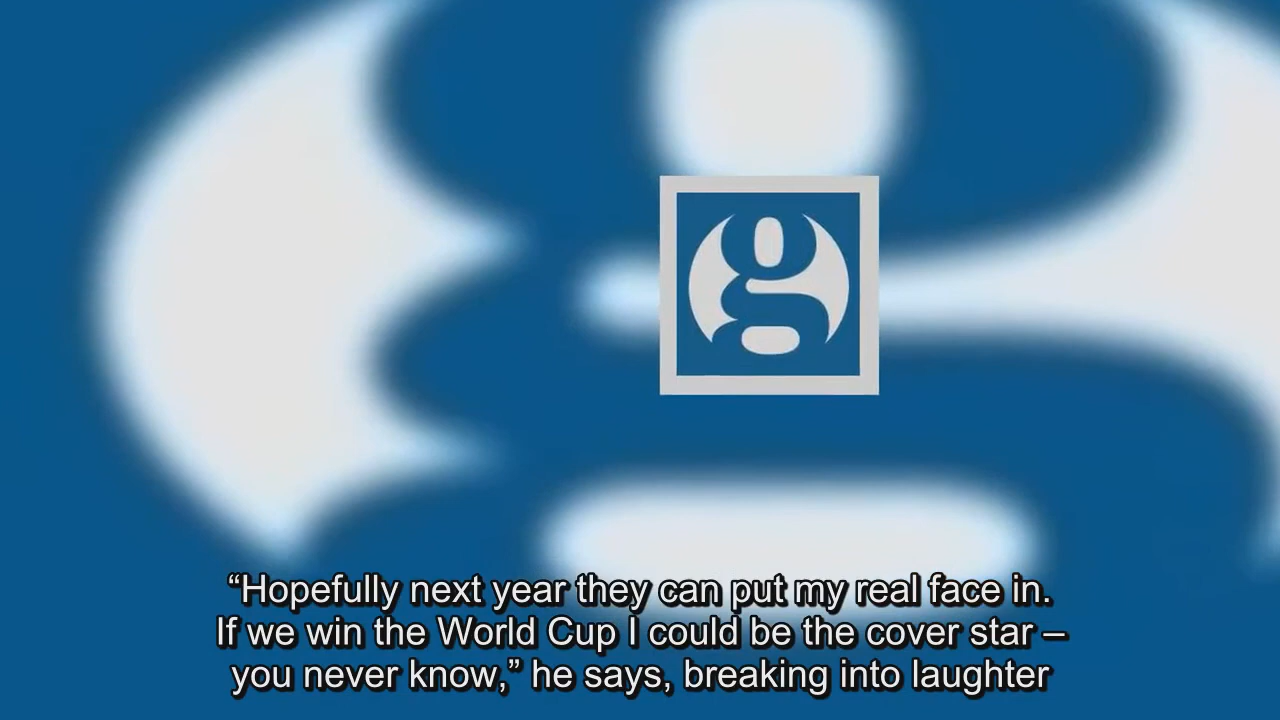 g
“Hopefully next year they can put my real face in.
If we win the World Cup I could be the cover star –
you never know,” he says, breaking into laughter